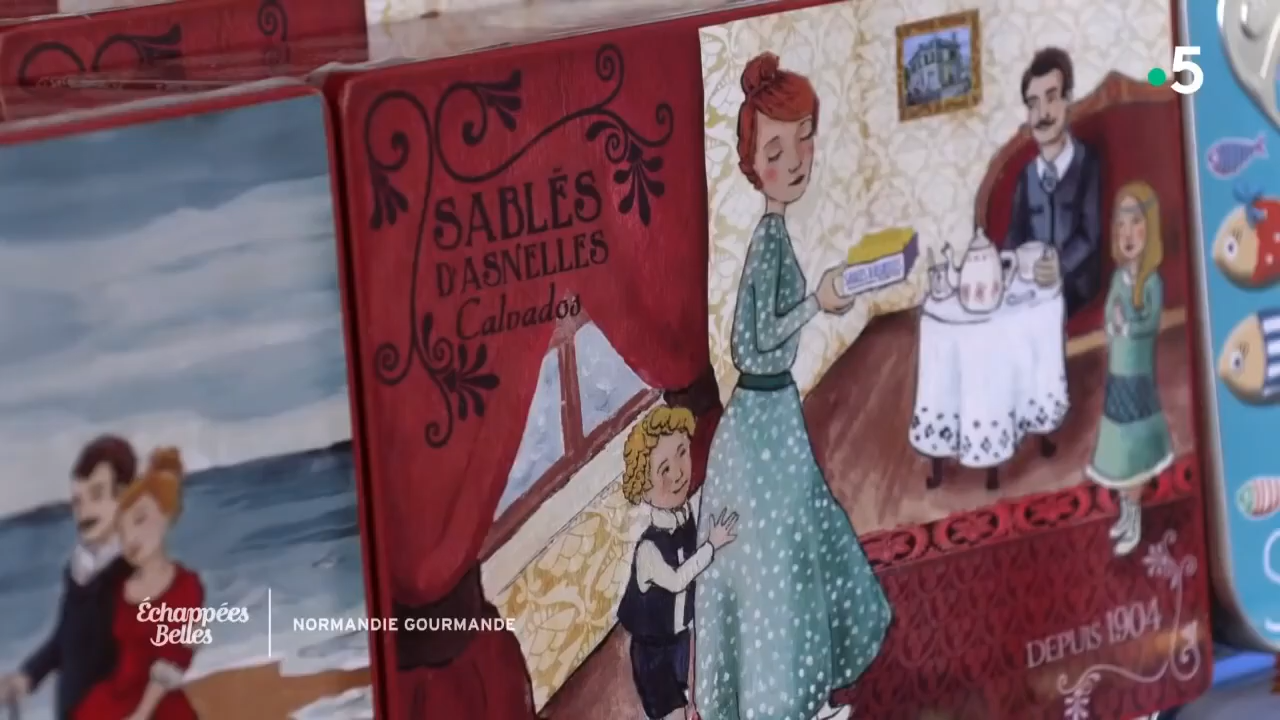 5
SABLÉS
D'ASNELLES
Calvados
DEPUIS 1904
Échappées
Belles
NORMANDIE GOURMANDE